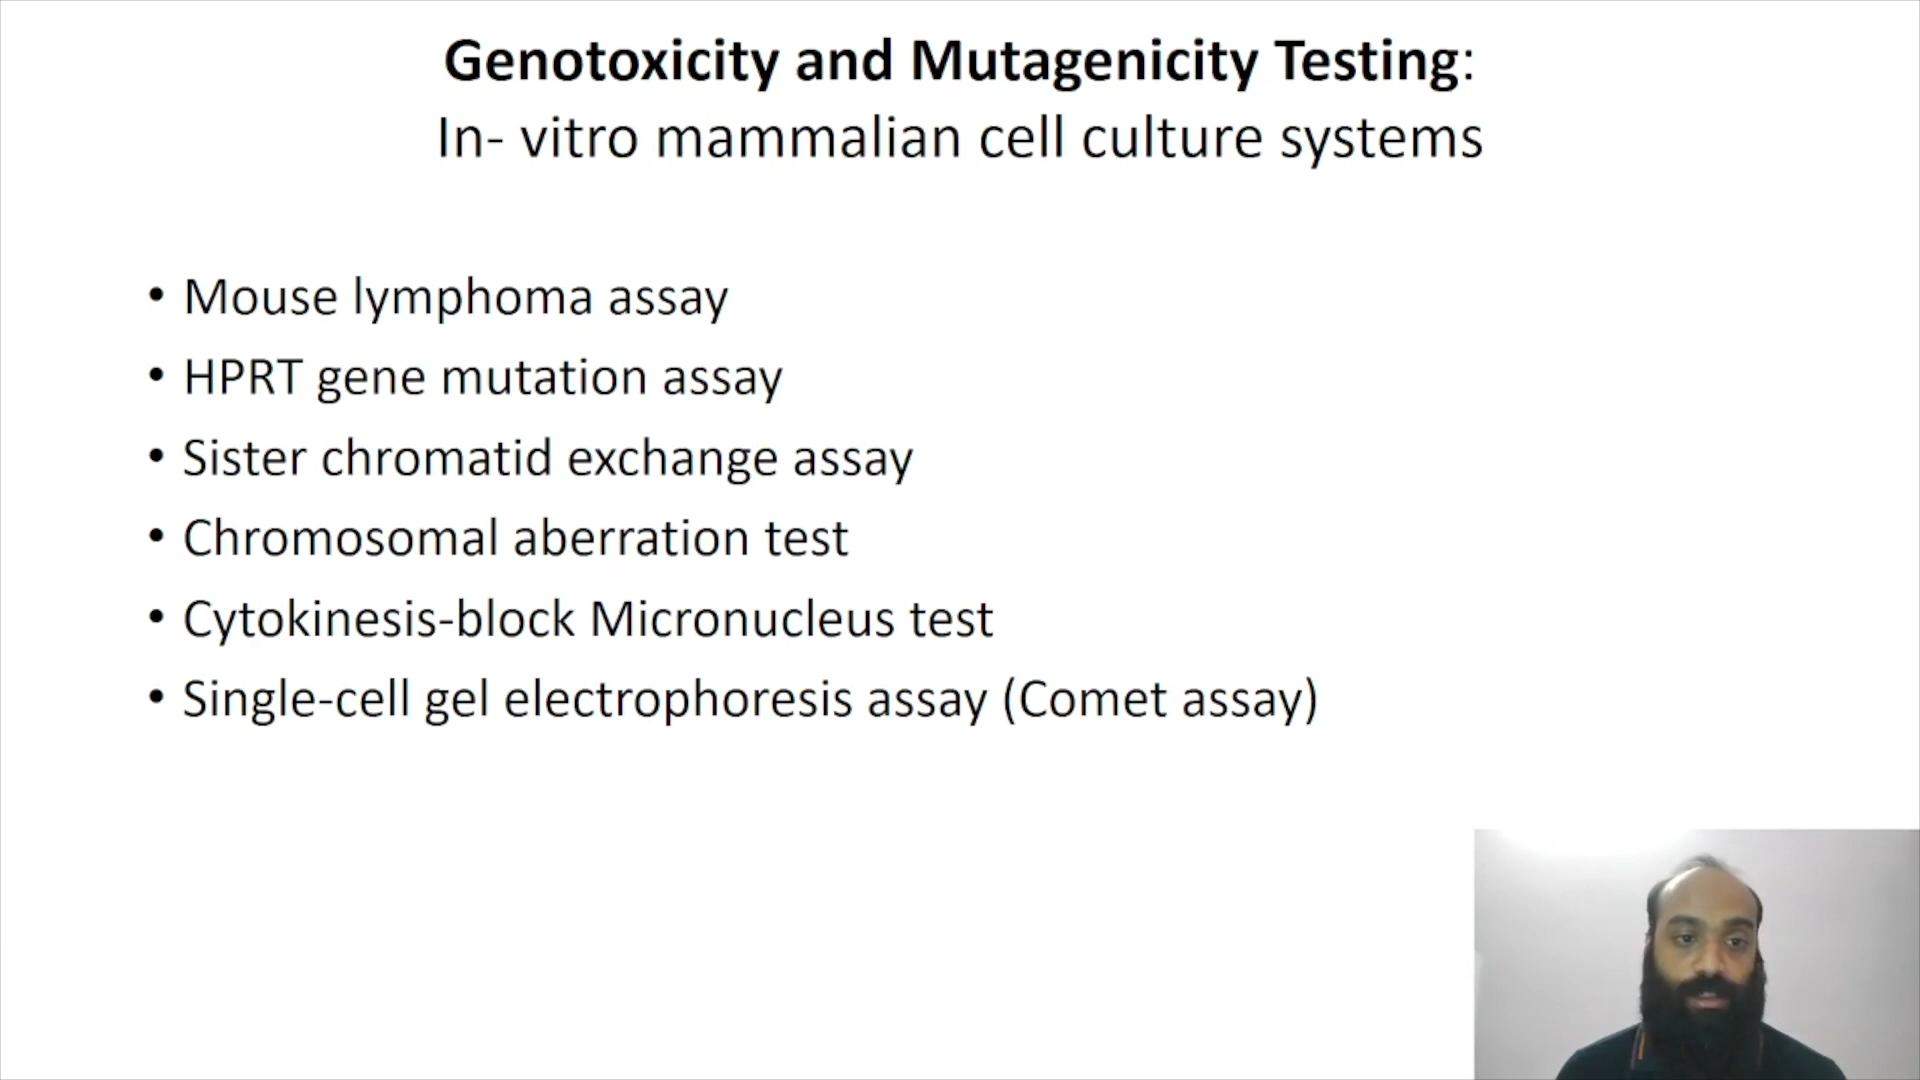 Genotoxicity and Mutagenicity Testing:
In- vitro mammalian cell culture systems
• Mouse lymphoma assay
• HPRT gene mutation assay
• Sister chromatid exchange assay
• Chromosomal aberration test
• Cytokinesis-block Micronucleus test
• Single-cell gel electrophoresis assay (Comet assay)